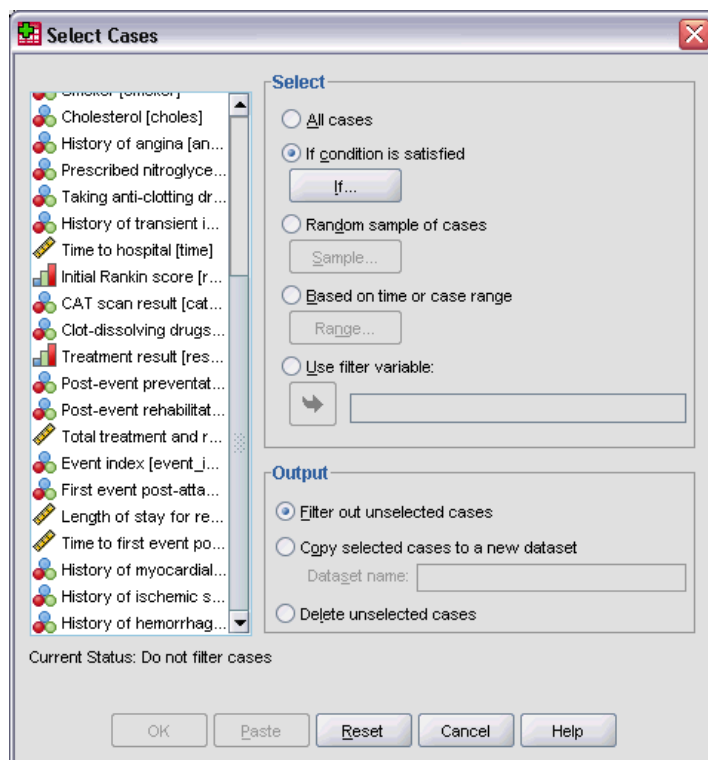 Select Cases
Smoker [smoker]
Cholesterol [choles]
History of angina [an...
Prescribed nitroglyce...
Taking anti-clotting dr...
History of transient i...
Time to hospital [time]
Initial Rankin score [r...
CAT scan result [cat...
Clot-dissolving drugs...
Treatment result [res...
Post-event preventat...
Post-event rehabilitat...
Total treatment and r...
Event index [event_i...
First event post-atta...
Length of stay for re...
Time to first event po...
History of myocardial...
History of ischemic s...
History of hemorrhag...
Select
All cases
If condition is satisfied
If...
Random sample of cases
Sample...
Based on time or case range
Range...
Use filter variable:
Output
Filter out unselected cases
Copy selected cases to a new dataset
Dataset name:
Delete unselected cases
Current Status: Do not filter cases
OK
Paste
Reset
Cancel
Help